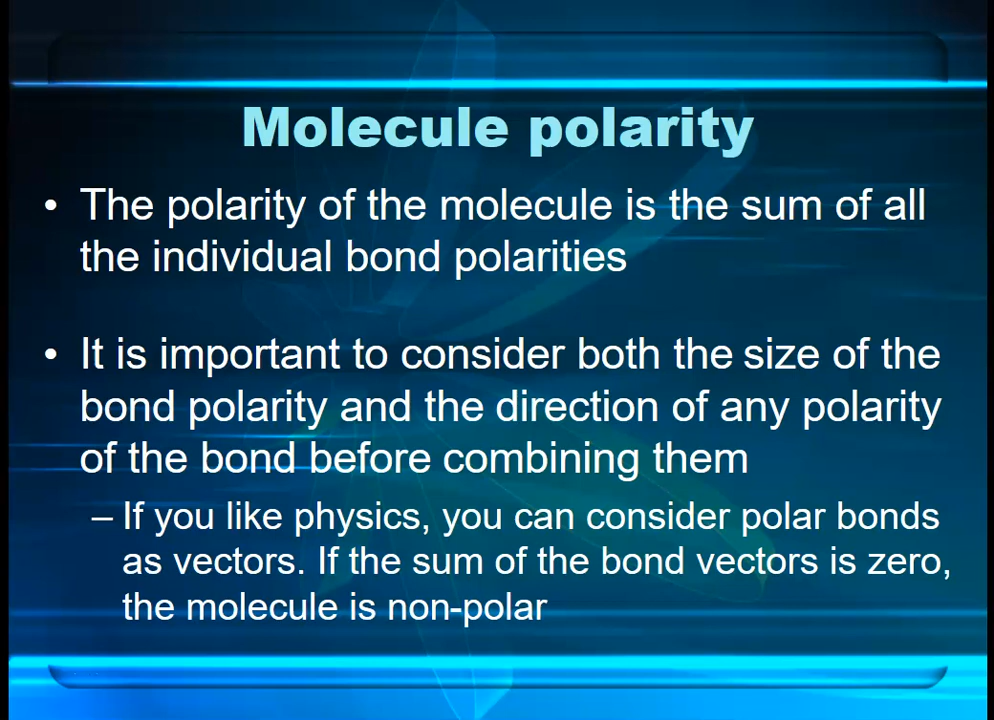 Molecule polarity
• The polarity of the molecule is the sum of all
the individual bond polarities
• It is important to consider both the size of the
bond polarity and the direction of any polarity
of the bond before combining them
– If you like physics, you can consider polar bonds
as vectors. If the sum of the bond vectors is zero,
the molecule is non-polar